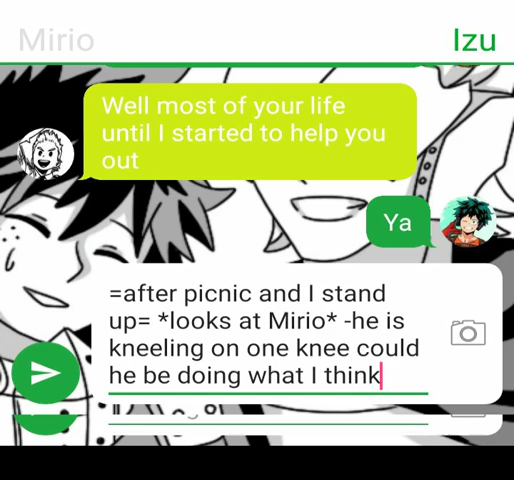 Mirio
Izu
Well most of your life
until I started to help you
out
Ya
=after picnic and I stand
up= *looks at Mirio* -he is
kneeling on one knee could
he be doing what I think